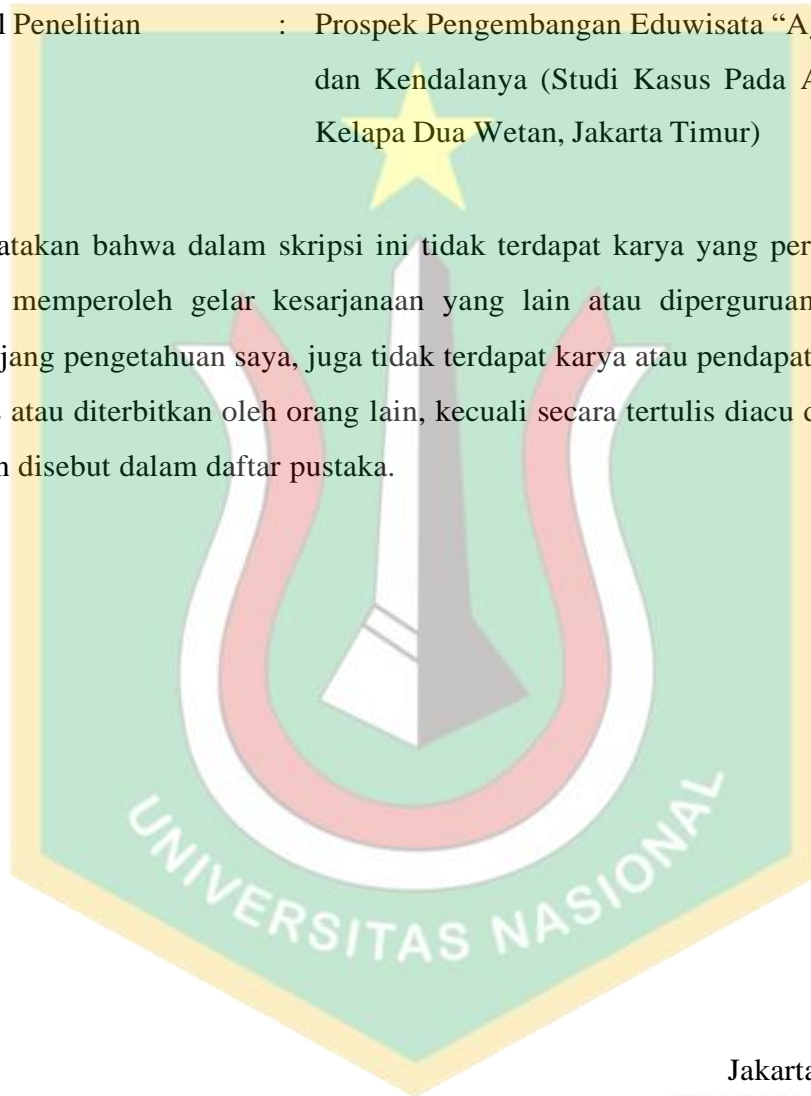 Penelitian : Prospek Pengembangan Eduwisata “
dan Kendalanya (Studi Kasus Pada
Kelapa Dua Wetan, Jakarta Timur)
bahwa dalam skripsi ini tidak terdapat karya yang
memperoleh gelar kesarjanaan yang lain atau diperguruan
pengetahuan saya, juga tidak terdapat karya atau pendapat
atau diterbitkan oleh orang lain, kecuali secara tertulis diacu
disebut dalam daftar pustaka.
UNIVERSITAS NASIONAL
Jakarta